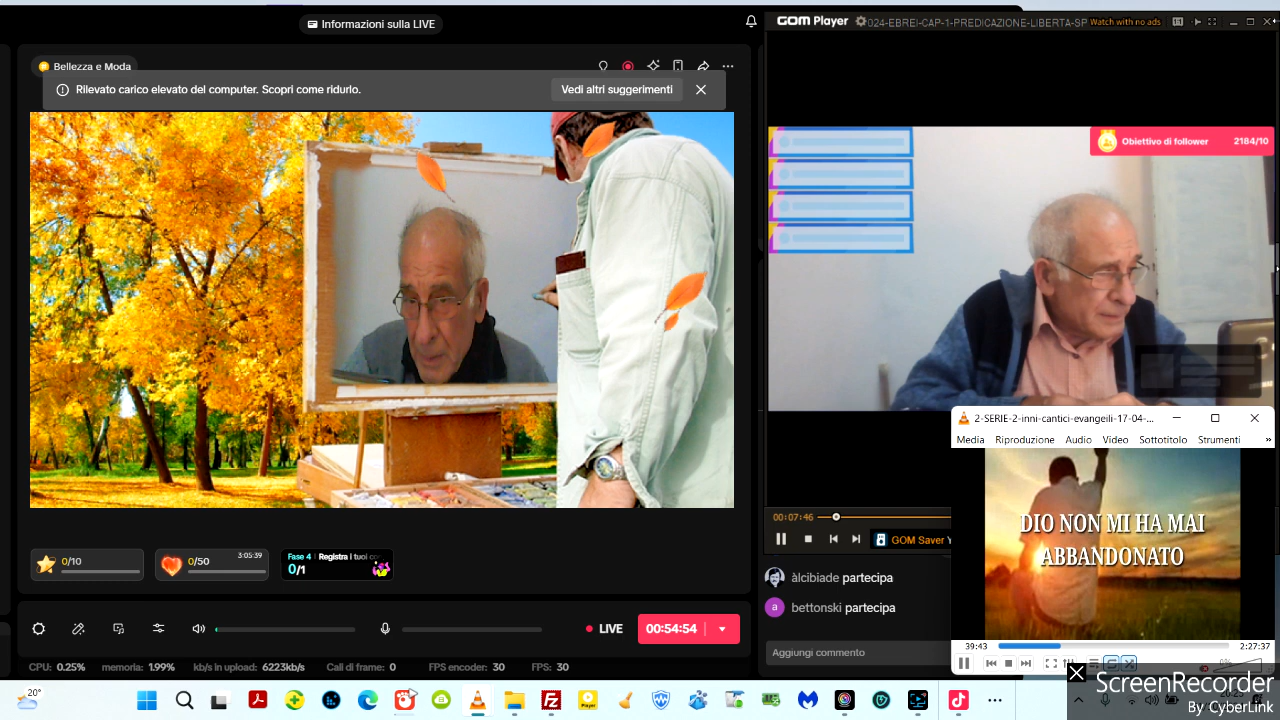 Informazioni sulla LIVE
Bellezza e Moda
Rilevato carico elevato del computer. Scopri come ridurlo.
Vedi altri suggerimenti
GOM Player
024-EBREI-CAP-1-PREDICAZIONE-LIBERTA-SP
Watch with no ads
Obiettivo di follower 2184/10
00:07:46
GOM Saver
2-SERIE-2-inni-cantici-evangeili-17-04-...
Media Riproduzione Audio Video Sottotitolo Strumenti »
DIO NON MI HA MAI
ABBANDONATO
39:43
2:27:37
0/10
0/50
3:05:39
Fase 4 Registra i tuoi co
0/1
àlcibiade partecipa
a bettonski partecipa
Aggiungi commento
LIVE
00:54:54
CPU: 0.25% memoria: 1.99% kb/s in upload: 6223kb/s Cali di frame: 0 FPS encoder: 30 FPS: 30
ScreenRecorder
By CyberLink
20°